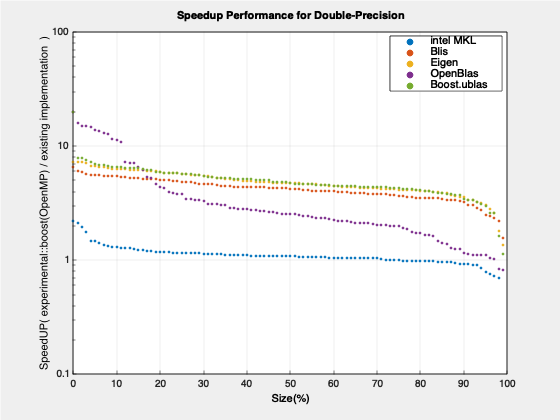 Speedup Performance for Double-Precision
SpeedUP( experimental::boost(OpenMP) / existing implementation )
100
10
1
0.1
intel MKL
Blis
Eigen
OpenBlas
Boost.ublas
0 10 20 30 40 50 60 70 80 90 100
Size(%)